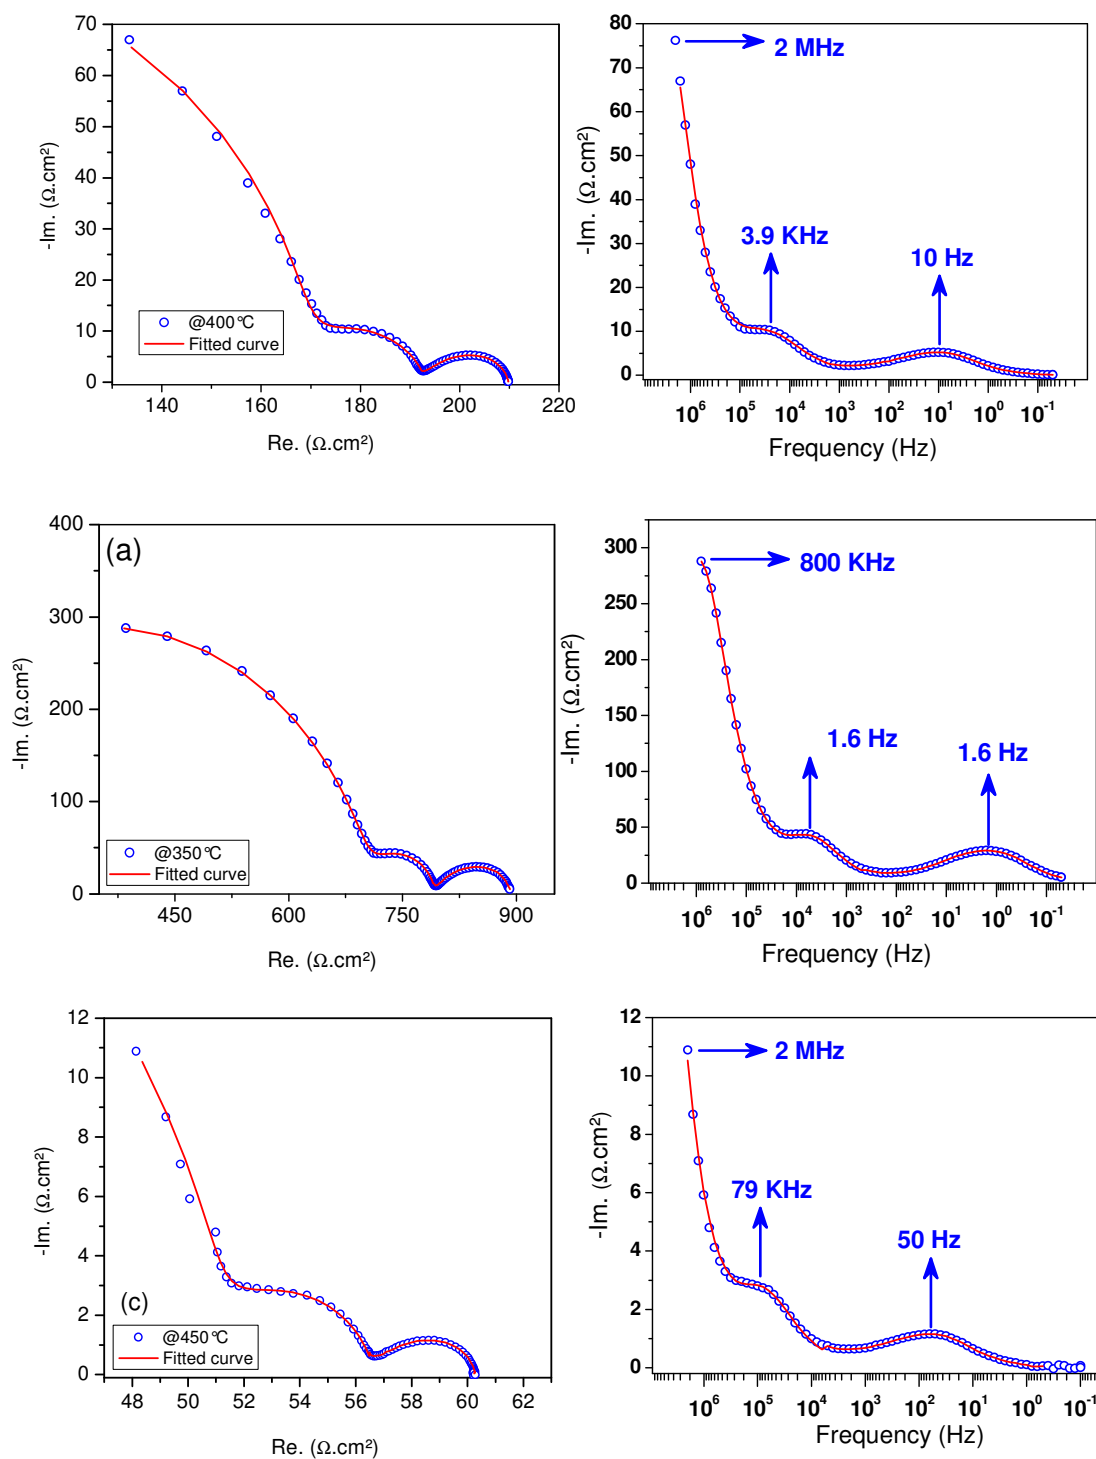 70
60
50
40
30
20
10
0
-Im. (Ω.cm²)
@400°C
Fitted curve
140 160 180 200 220
Re. (Ω.cm²)
80
70
60
50
40
30
20
10
0
-Im. (Ω.cm²)
2 MHz
3.9 KHz
10 Hz
10⁶ 10⁵ 10⁴ 10³ 10² 10¹ 10⁰ 10⁻¹
Frequency (Hz)
400
300
200
100
0
-Im. (Ω.cm²)
(a)
@350°C
Fitted curve
450 600 750 900
Re. (Ω.cm²)
300
250
200
150
100
50
0
-Im. (Ω.cm²)
800 KHz
1.6 Hz
1.6 Hz
10⁶ 10⁵ 10⁴ 10³ 10² 10¹ 10⁰ 10⁻¹
Frequency (Hz)
12
10
8
6
4
2
0
-Im. (Ω.cm²)
(c)
@450°C
Fitted curve
48 50 52 54 56 58 60 62
Re. (Ω.cm²)
12
10
8
6
4
2
0
-Im. (Ω.cm²)
2 MHz
79 KHz
50 Hz
10⁶ 10⁵ 10⁴ 10³ 10² 10¹ 10⁰ 10⁻¹
Frequency (Hz)